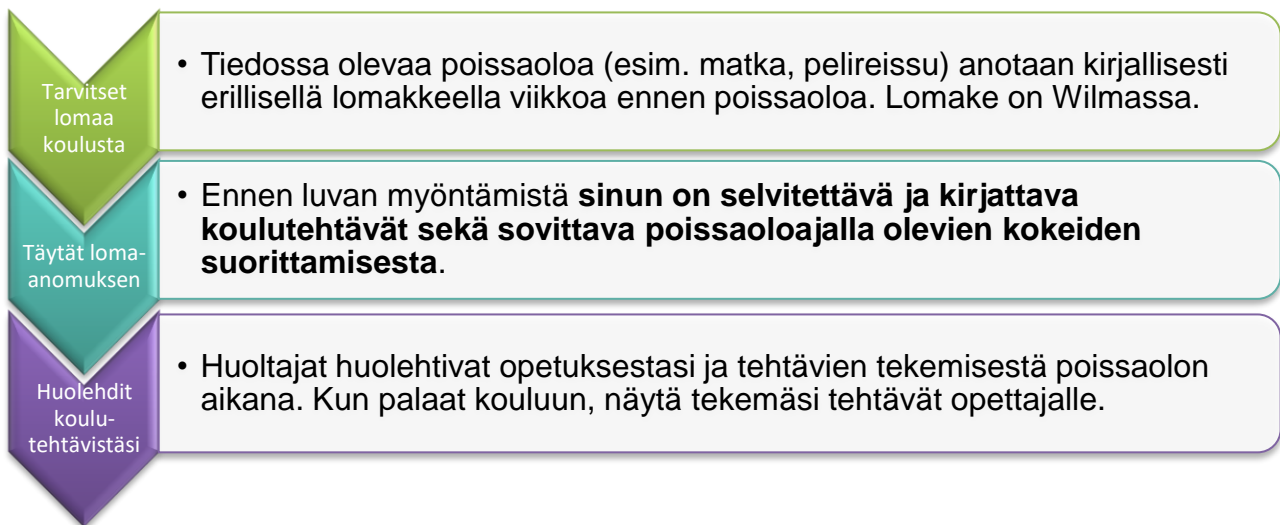 Tarvitset
lomaa
koulusta
• Tiedossa olevaa poissaoloa (esim. matka, pelireissu) anotaan kirjallisesti
erillisellä lomakkeella viikkoa ennen poissaoloa. Lomake on Wilmassa.
Täytät loma-
anomuksen
• Ennen luvan myöntämistä sinun on selvitettävä ja kirjattava
koulutehtävät sekä sovittava poissaoloajalla olevien kokeiden
suorittamisesta.
Huolehdit
koulu-
tehtävistäsi
• Huoltajat huolehtivat opetuksestasi ja tehtävien tekemisestä poissaolon
aikana. Kun palaat kouluun, näytä tekemäsi tehtävät opettajalle.